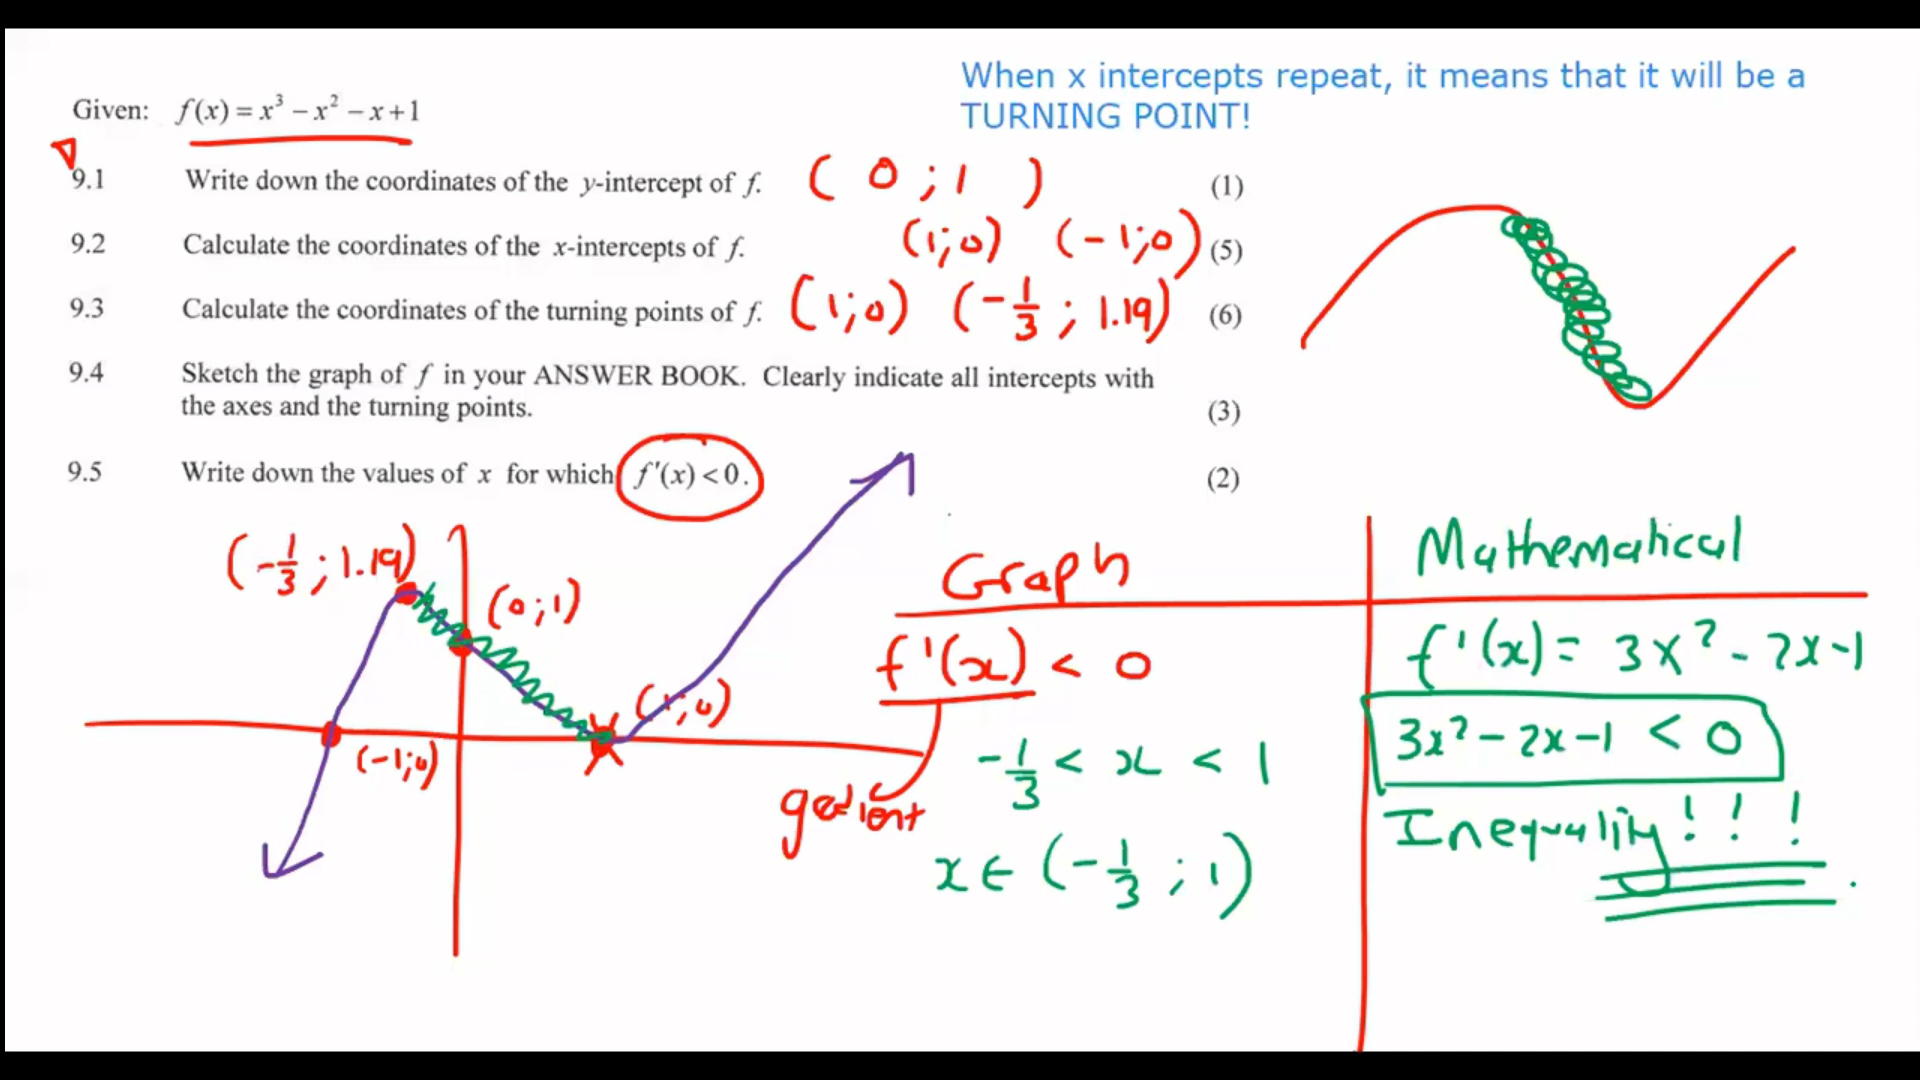 When x intercepts repeat, it means that it will be a
TURNING POINT!
Given: f(x) = x³ − x² − x + 1
9.1 Write down the coordinates of the y-intercept of f. (0 ; 1) (1)
9.2 Calculate the coordinates of the x-intercepts of f. (1;0) (-1;0) (5)
9.3 Calculate the coordinates of the turning points of f. (1;0) (-1/3 ; 1.19) (6)
9.4 Sketch the graph of f in your ANSWER BOOK. Clearly indicate all intercepts with
the axes and the turning points. (3)
9.5 Write down the values of x for which f′(x) < 0. (2)
(-1/3 ; 1.19)
(0;1)
(1;0)
(-1;0)
Graph
f'(x) < 0
gradient
-1/3 < x < 1
x ∈ (-1/3 ; 1)
Mathematical
f'(x) = 3x² - 2x - 1
3x² - 2x - 1 < 0
Inequality!!!